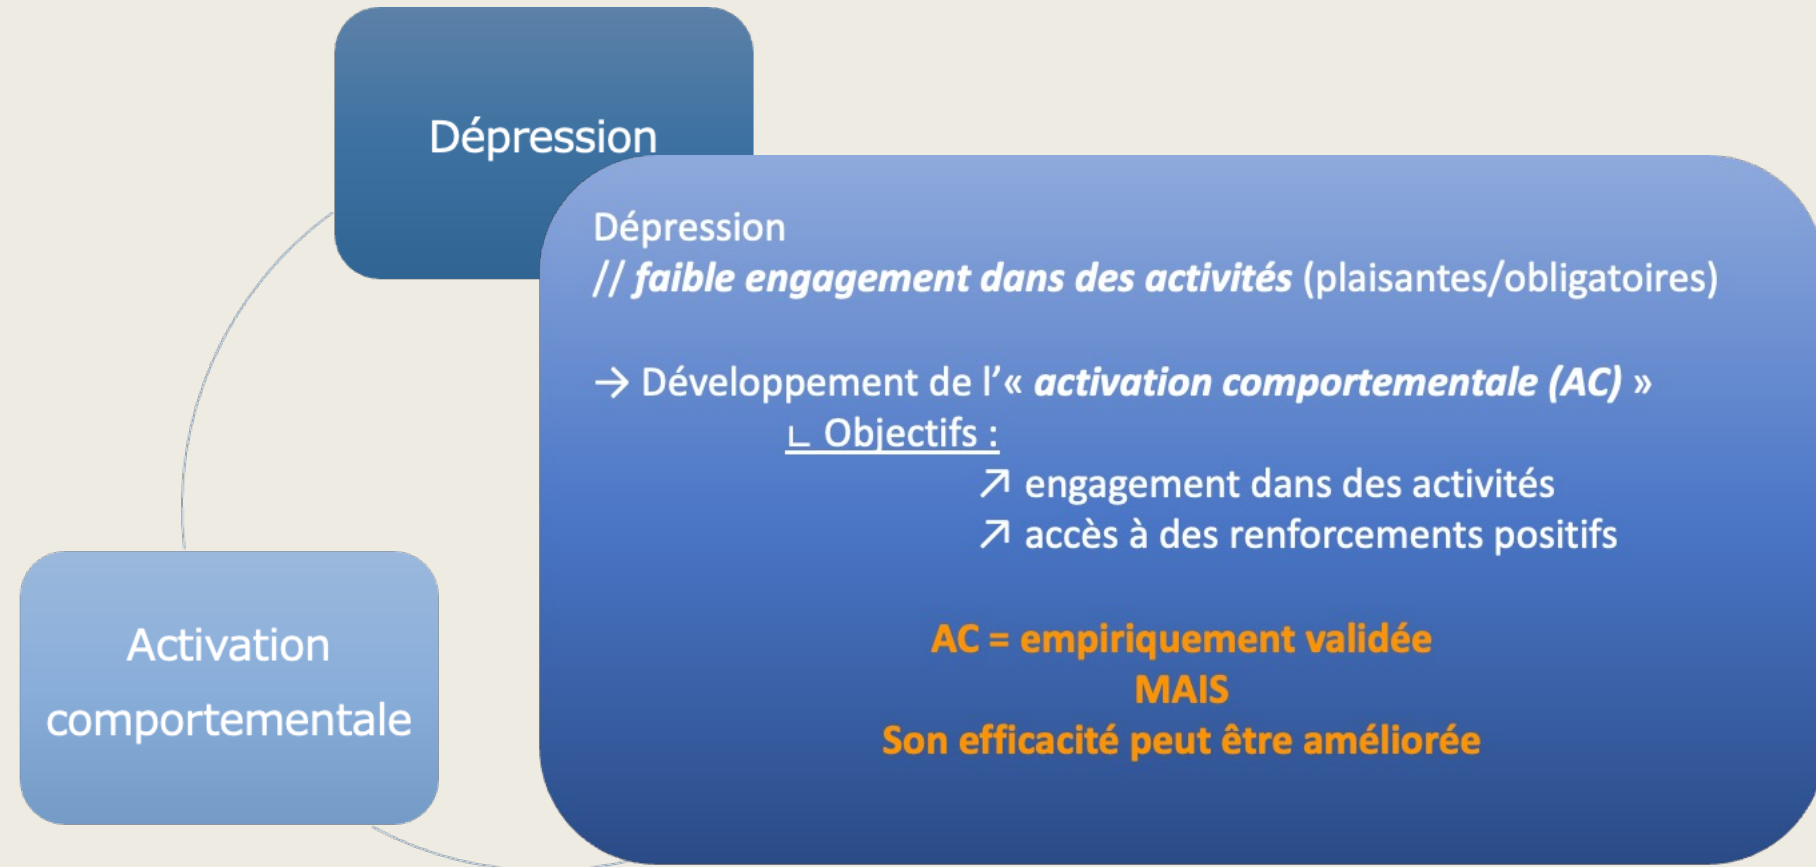 Dépression
Dépression
// faible engagement dans des activités (plaisantes/obligatoires)
→ Développement de l’« activation comportementale (AC) »
∟ Objectifs :
↗ engagement dans des activités
↗ accès à des renforcements positifs
AC = empiriquement validée
MAIS
Son efficacité peut être améliorée
Activation
comportementale